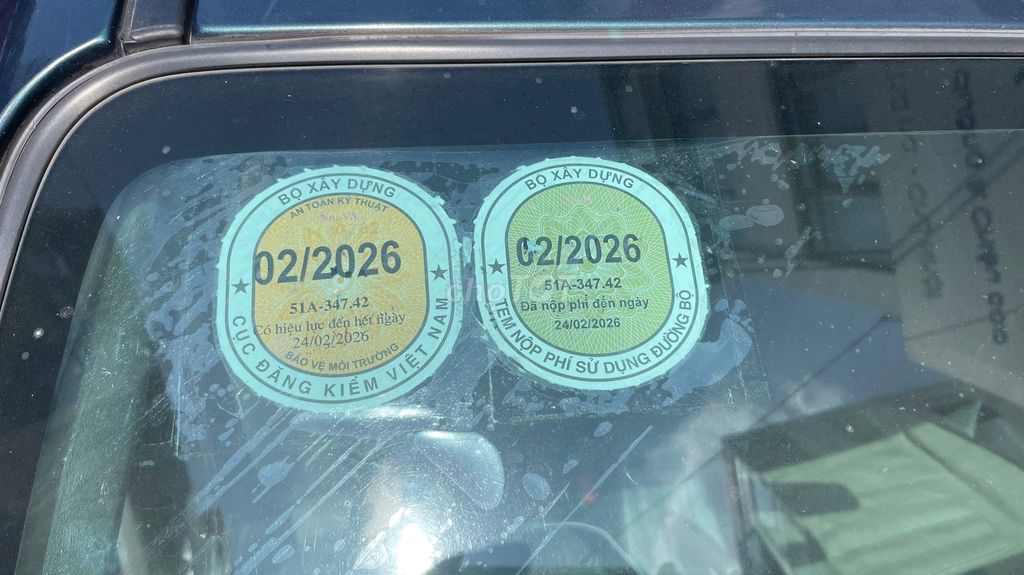 BỘ XÂY DỰNG
AN TOÀN KỸ THUẬT
No. VA
02/2026
51A-347.42
Có hiệu lực đến hết ngày
24/02/2026
BẢO VỆ MÔI TRƯỜNG
CỤC ĐĂNG KIỂM VIỆT NAM
BỘ XÂY DỰNG
02/2026
51A-347.42
Đã nộp phí đến ngày
24/02/2026
TEM NỘP PHÍ SỬ DỤNG ĐƯỜNG BỘ